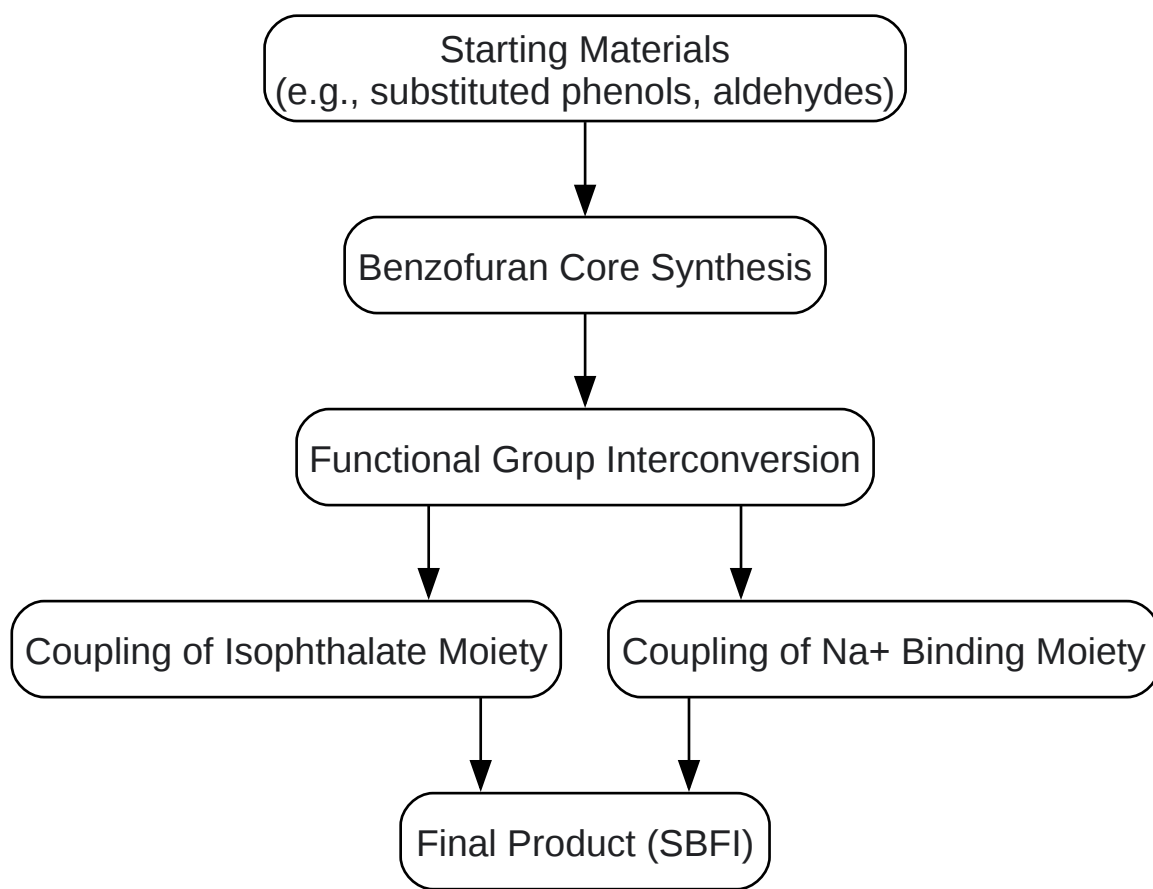 Starting Materials
(e.g., substituted phenols, aldehydes)
Benzofuran Core Synthesis
Functional Group Interconversion
Coupling of Isophthalate Moiety
Coupling of Na+ Binding Moiety
Final Product (SBFI)